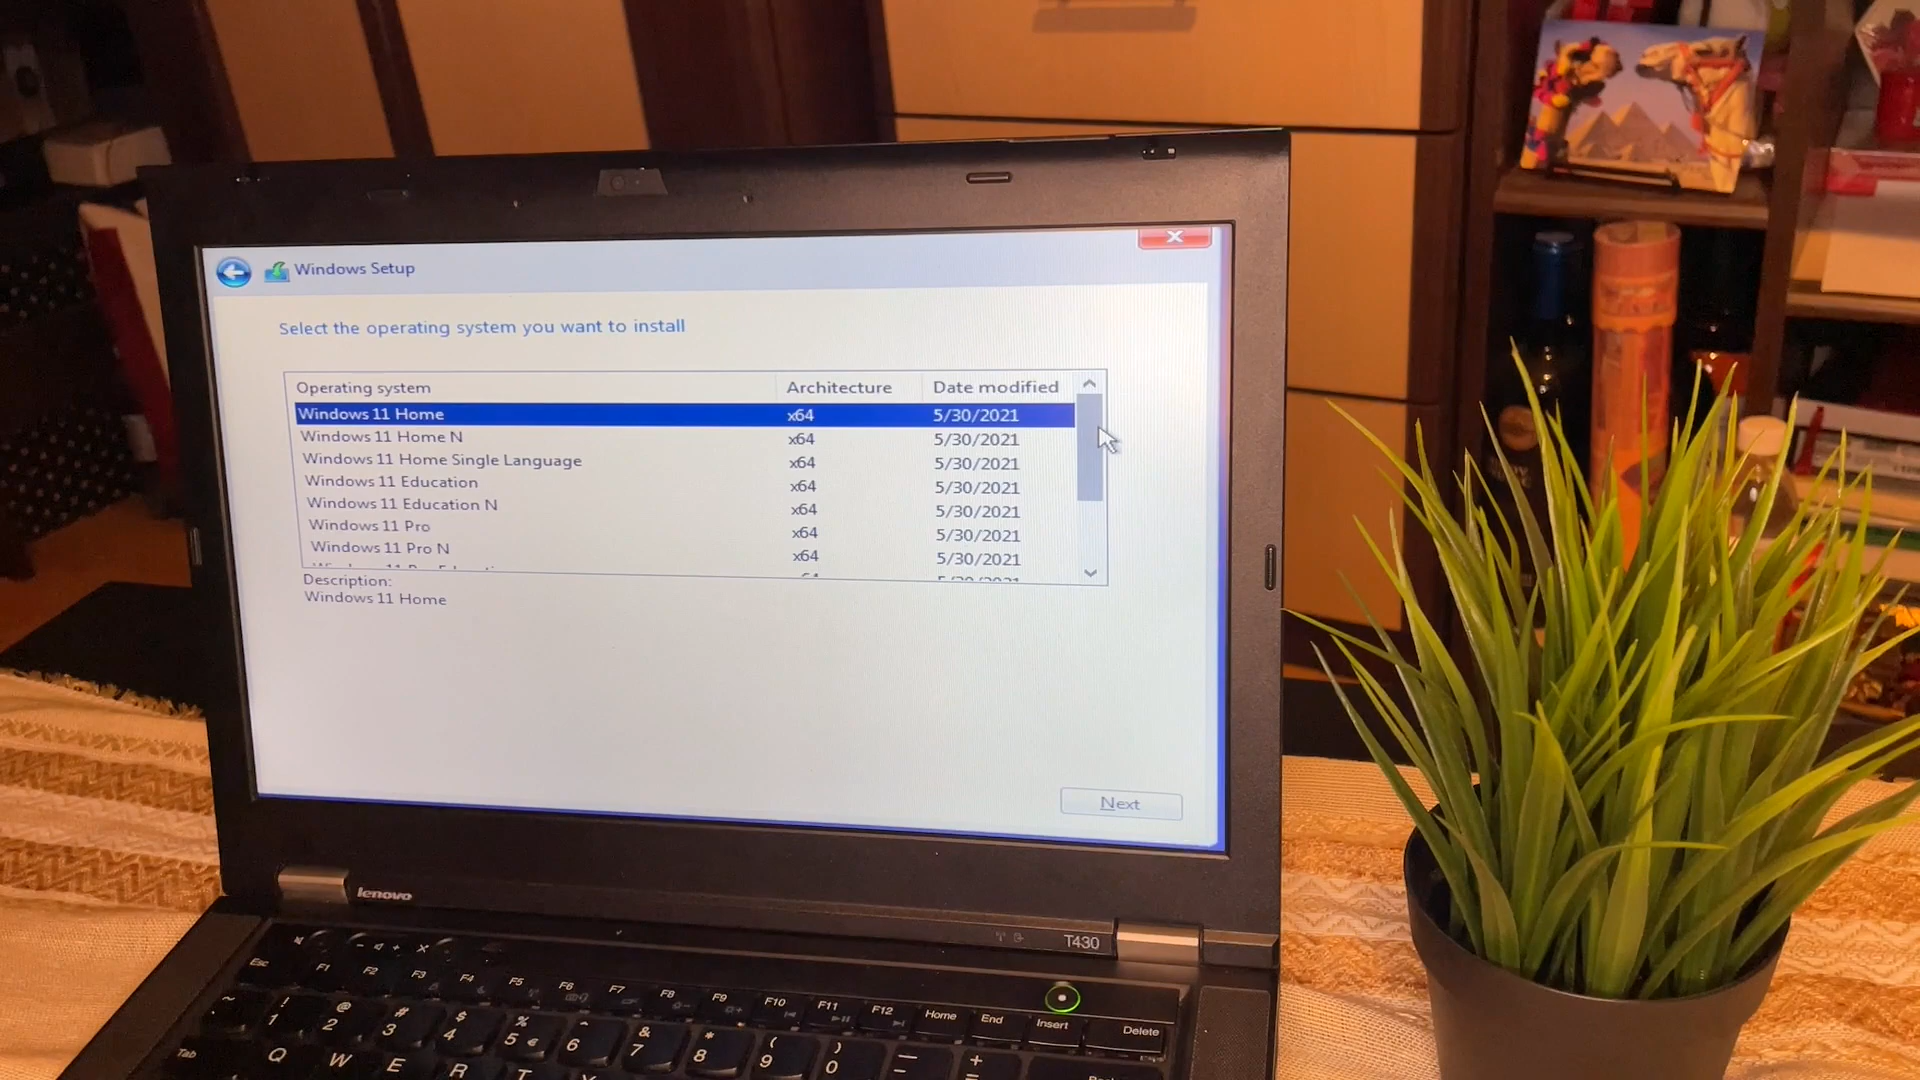 Windows Setup
Select the operating system you want to install
Operating system Architecture Date modified
Windows 11 Home x64 5/30/2021
Windows 11 Home N x64 5/30/2021
Windows 11 Home Single Language x64 5/30/2021
Windows 11 Education x64 5/30/2021
Windows 11 Education N x64 5/30/2021
Windows 11 Pro x64 5/30/2021
Windows 11 Pro N x64 5/30/2021
Description:
Windows 11 Home
Next
lenovo
T430
Esc F1 F2 F3 F4 F5 F6 F7 F8 F9 F10 F11 F12 Home End Insert Delete
~ ! @ # $ % ^ & * ( ) — +
1 2 3 4 5 € 6 7 8 9 0 =
Tab Q W E R T